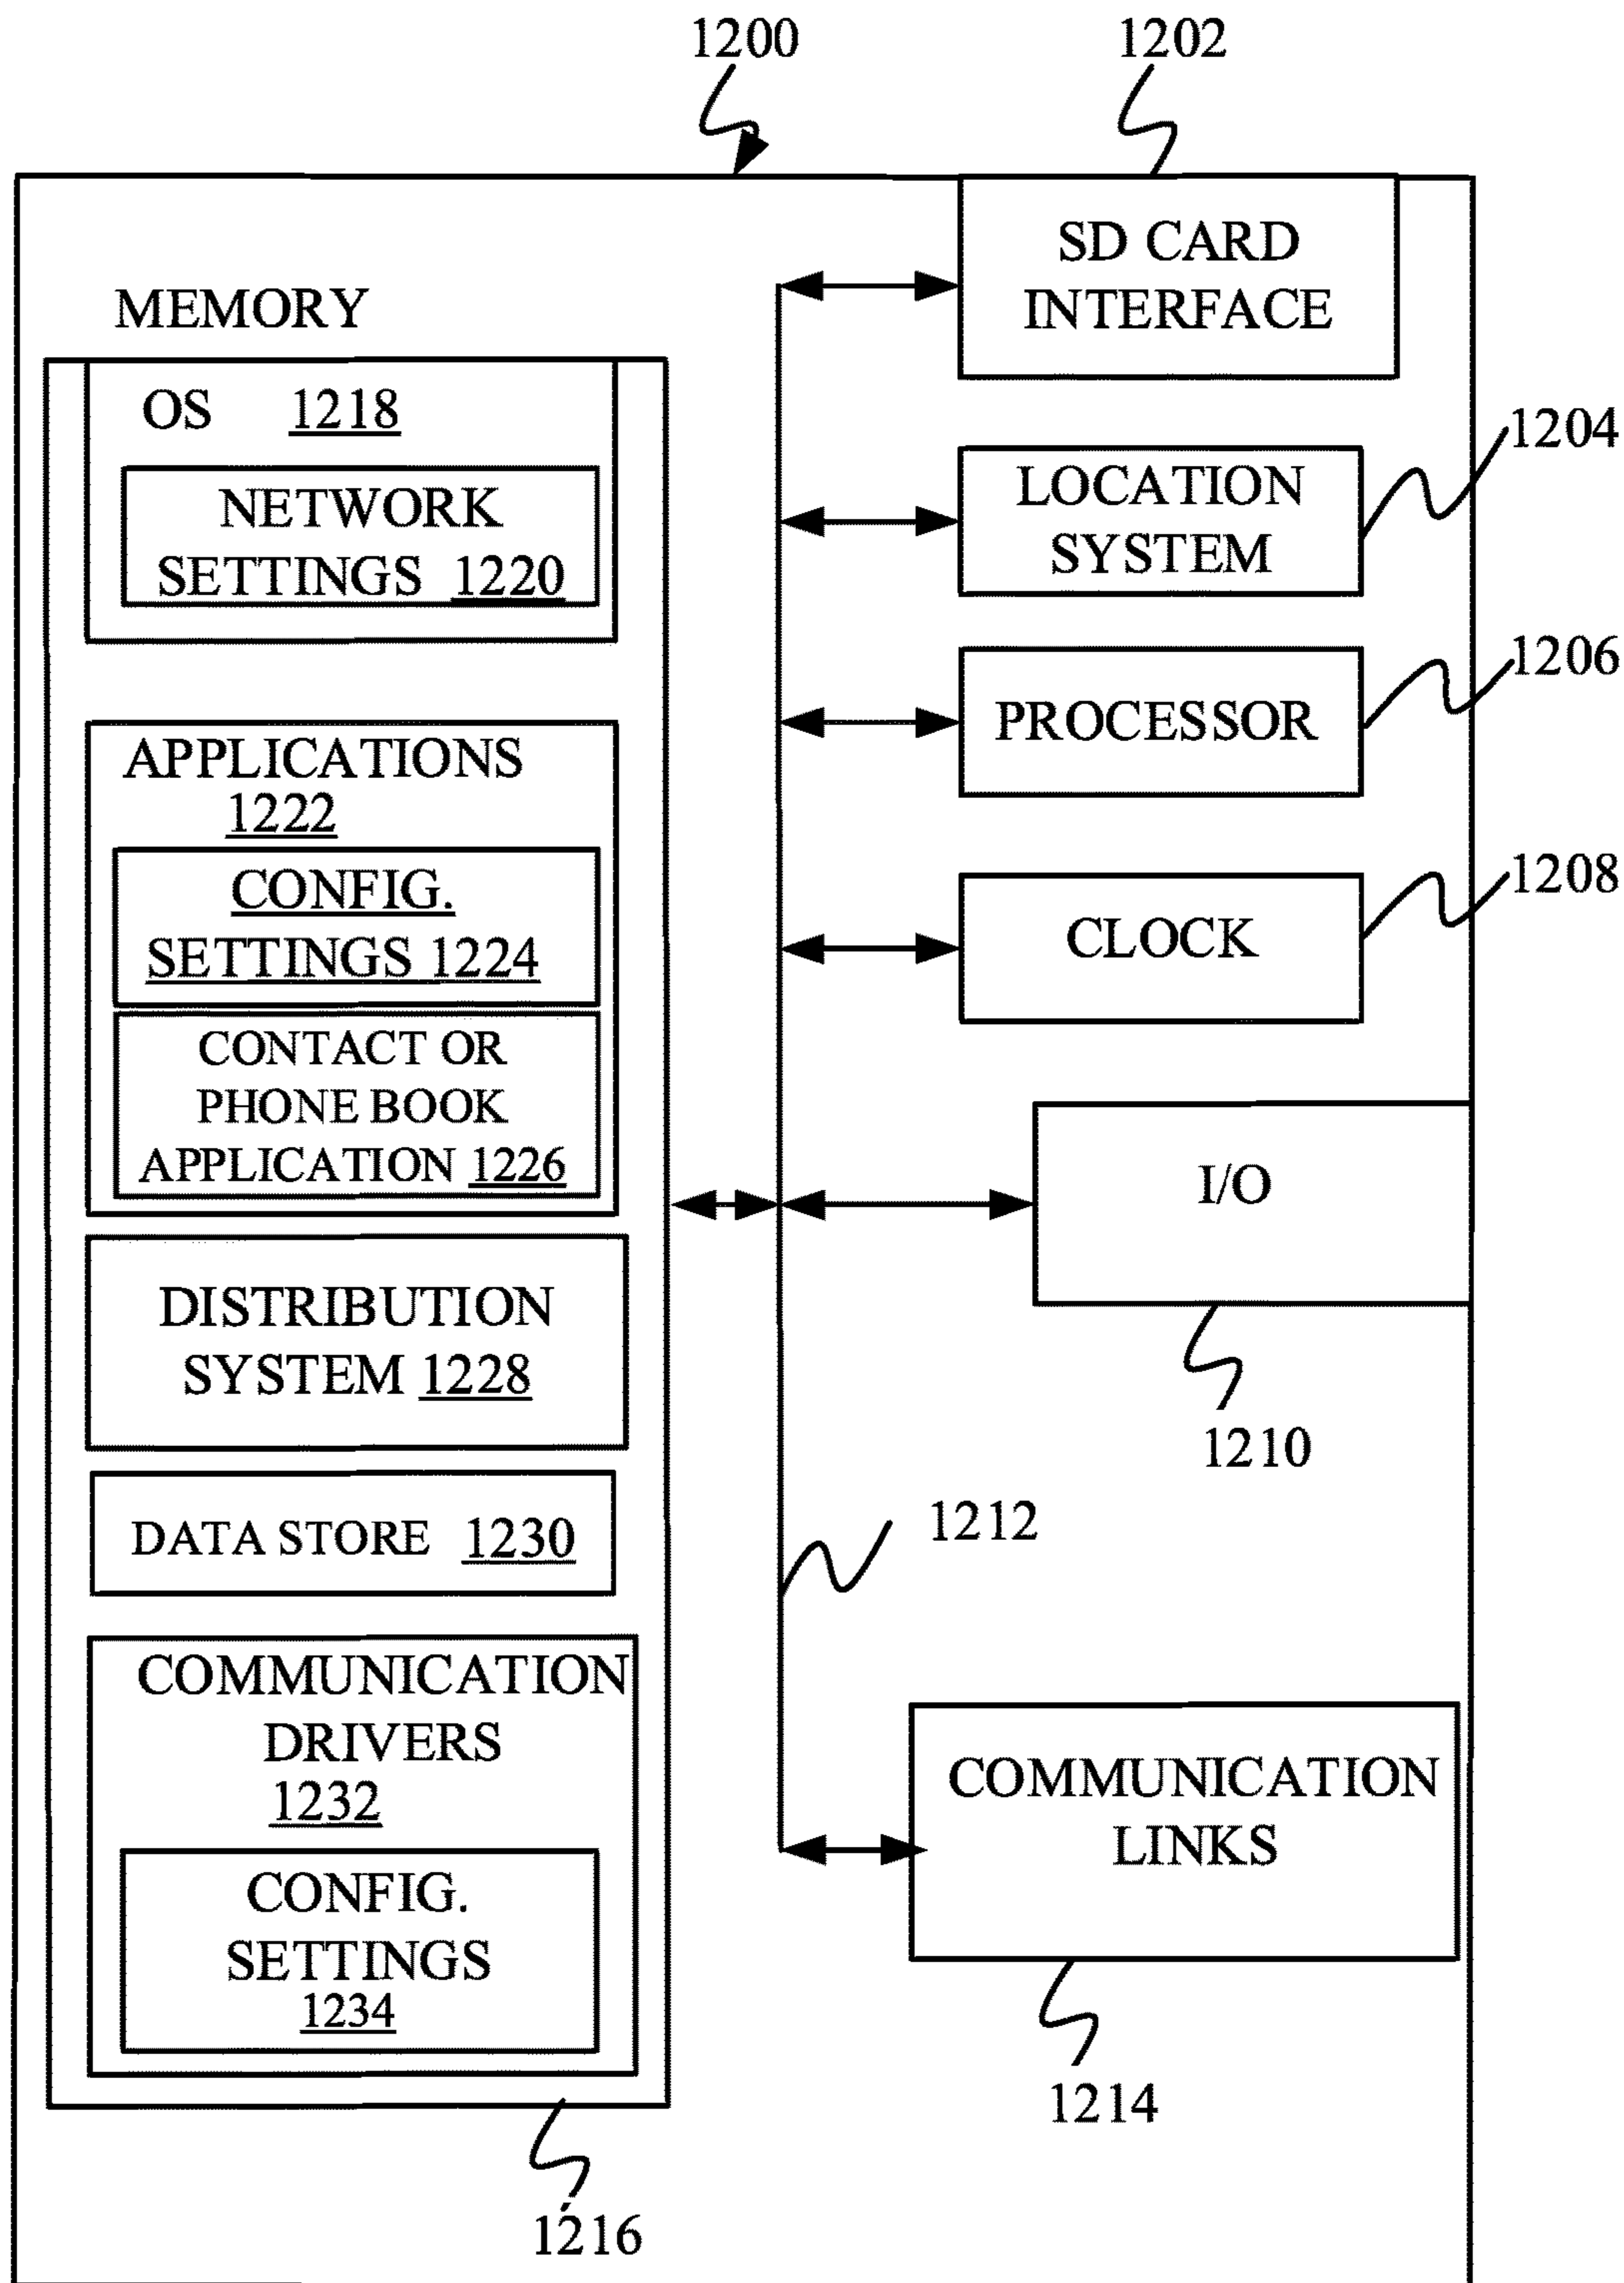 1200
1202
SD CARD
INTERFACE
MEMORY
OS 1218
NETWORK
SETTINGS 1220
1204
LOCATION
SYSTEM
1206
PROCESSOR
APPLICATIONS
1222
CONFIG.
SETTINGS 1224
1208
CLOCK
CONTACT OR
PHONE BOOK
APPLICATION 1226
I/O
1210
DISTRIBUTION
SYSTEM 1228
DATA STORE 1230
1212
COMMUNICATION
DRIVERS
1232
CONFIG.
SETTINGS
1234
COMMUNICATION
LINKS
1214
1216